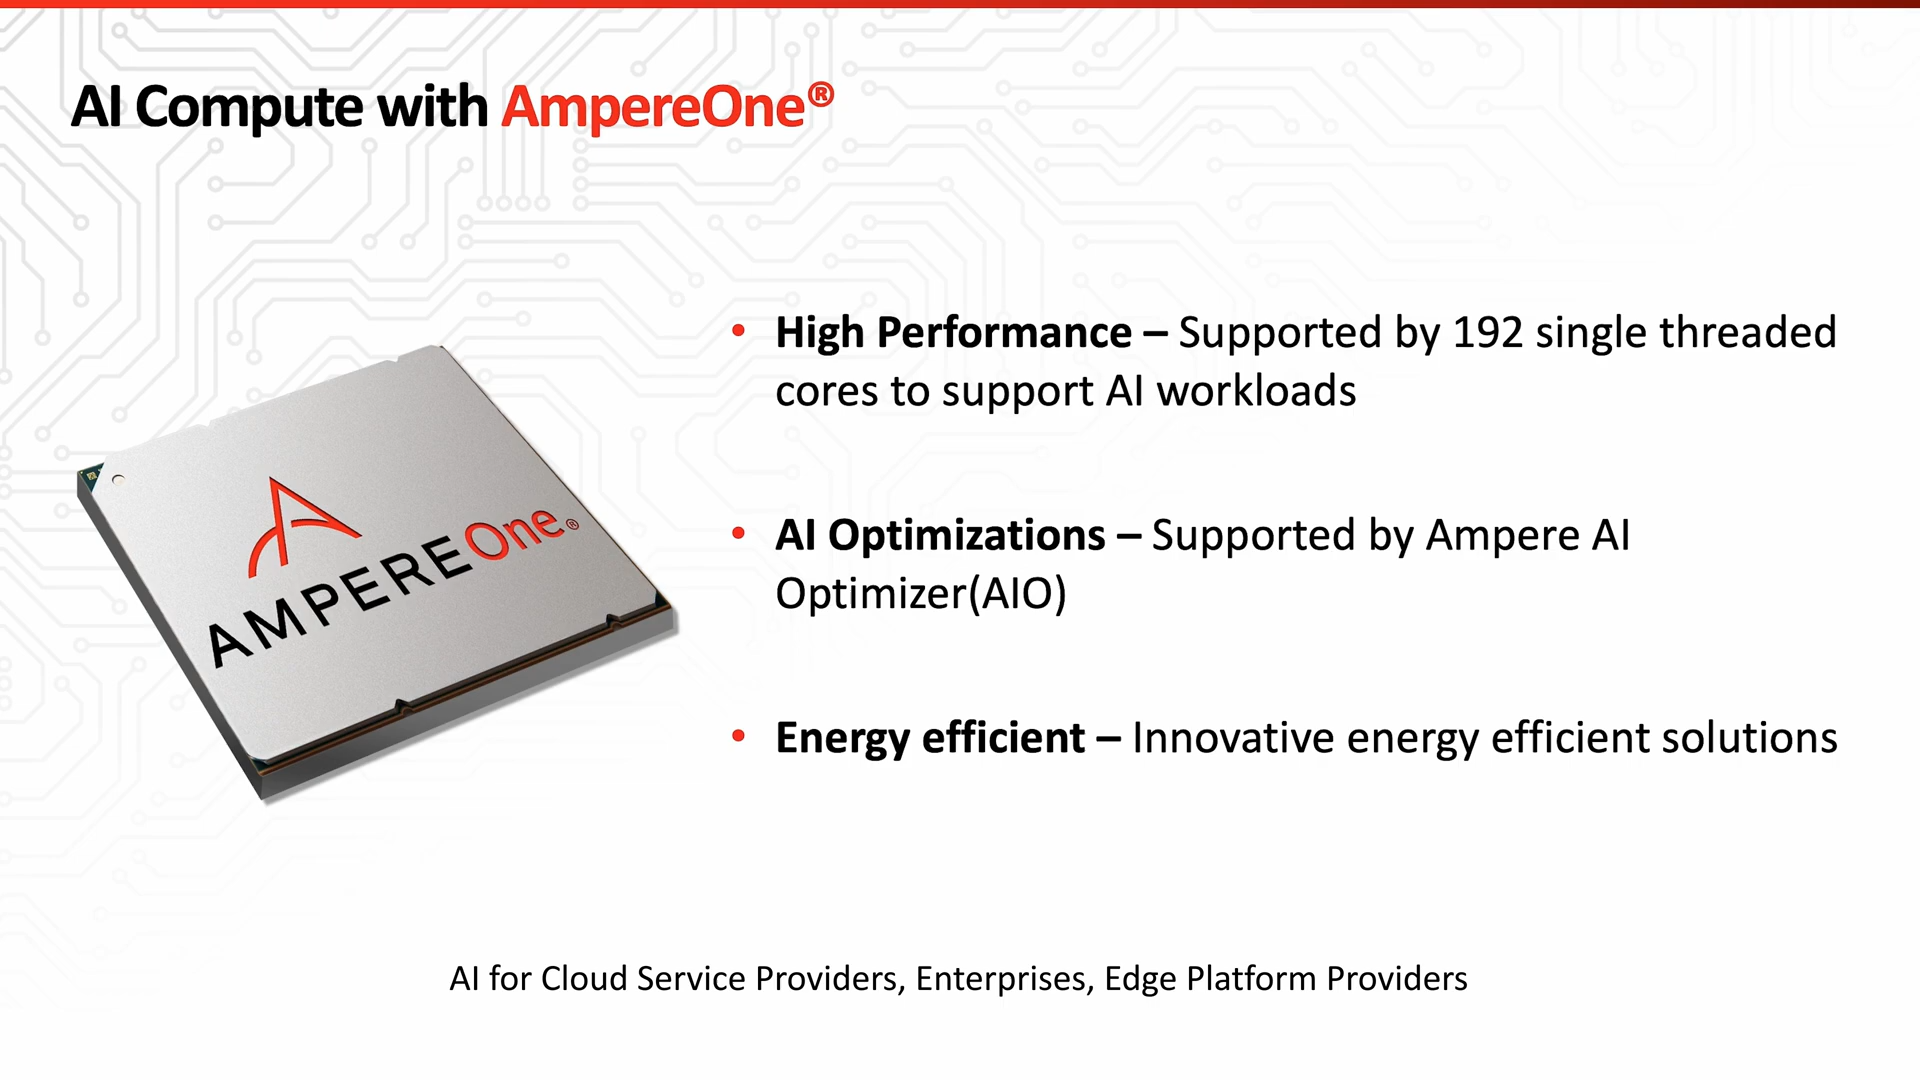 AI Compute with AmpereOne®
• High Performance – Supported by 192 single threaded
cores to support AI workloads
• AI Optimizations – Supported by Ampere AI
Optimizer(AIO)
• Energy efficient – Innovative energy efficient solutions
AMPEREOne®
AI for Cloud Service Providers, Enterprises, Edge Platform Providers